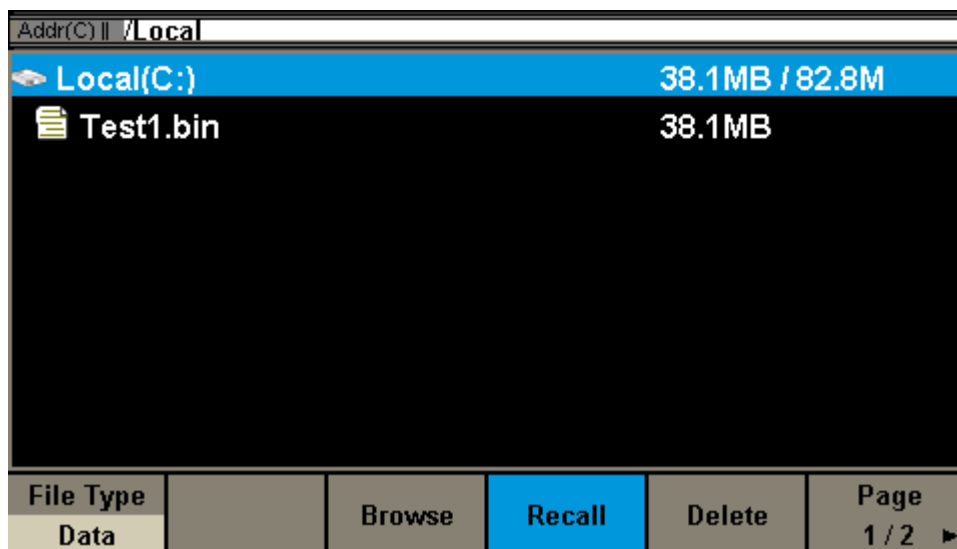 Addr(C) || /Local
Local(C:) 38.1MB / 82.8M
Test1.bin 38.1MB
File Type
Data
Browse
Recall
Delete
Page
1 / 2 ►